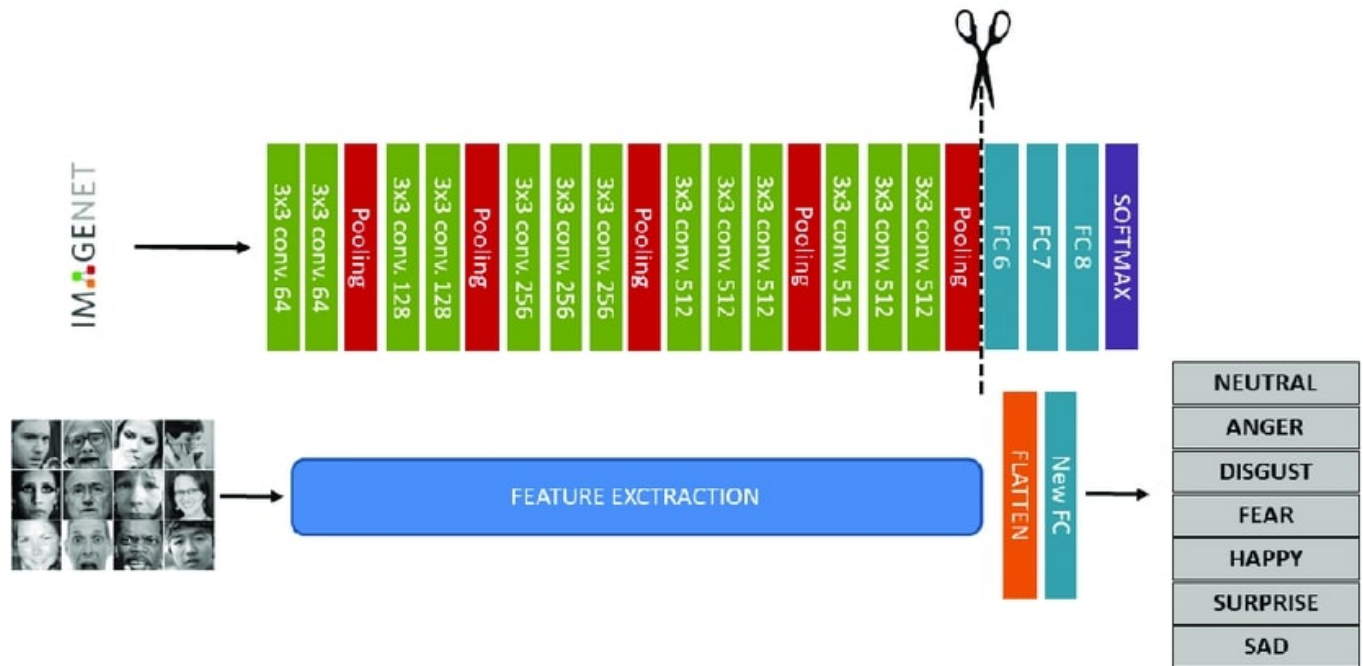 IMAGENET
3x3 conv. 64
3x3 conv. 64
Pooling
3x3 conv. 128
3x3 conv. 128
Pooling
3x3 conv. 256
3x3 conv. 256
3x3 conv. 256
Pooling
3x3 conv. 512
3x3 conv. 512
3x3 conv. 512
Pooling
3x3 conv. 512
3x3 conv. 512
3x3 conv. 512
Pooling
FC 6
FC 7
FC 8
SOFTMAX
FEATURE EXCTRACTION
FLATTEN
New FC
NEUTRAL
ANGER
DISGUST
FEAR
HAPPY
SURPRISE
SAD